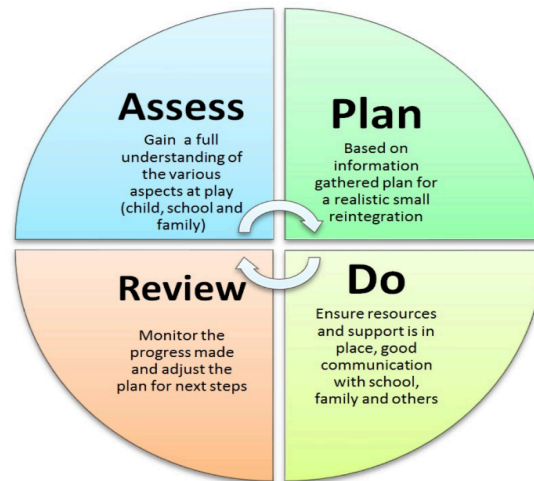 Assess
Gain a full
understanding of
the various
aspects at play
(child, school and
family)
Plan
Based on
information
gathered plan for
a realistic small
reintegration
Review
Monitor the
progress made
and adjust the
plan for next steps
Do
Ensure resources
and support is in
place, good
communication
with school,
family and others